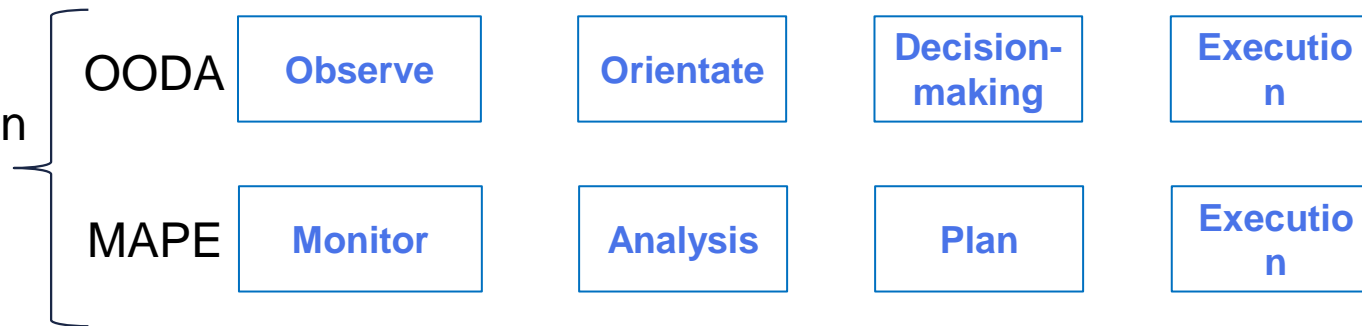 OODA
Observe
Orientate
Decision-
making
Executio
n
n
MAPE
Monitor
Analysis
Plan
Executio
n